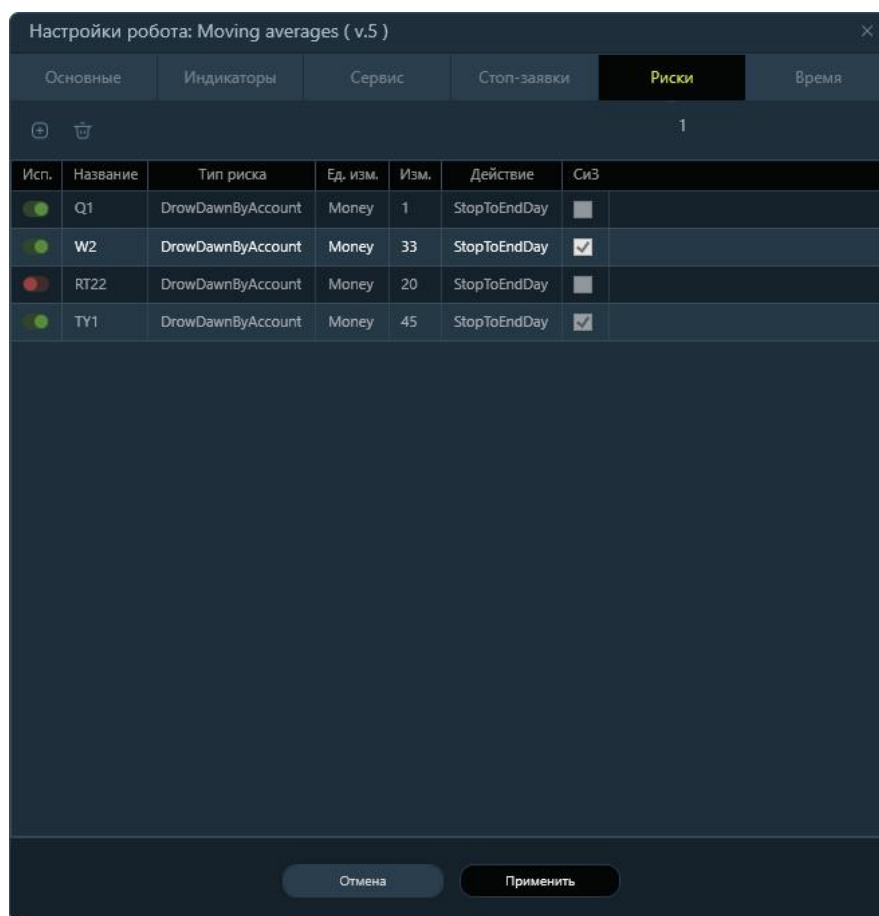 Настройки робота: Moving averages ( v.5 )
Основные Индикаторы Сервис Стоп-заявки Риски Время
1
Исп. Название Тип риска Ед. изм. Изм. Действие СиЗ
Q1 DrowDawnByAccount Money 1 StopToEndDay
W2 DrowDawnByAccount Money 33 StopToEndDay
RT22 DrowDawnByAccount Money 20 StopToEndDay
TY1 DrowDawnByAccount Money 45 StopToEndDay
Отмена Применить